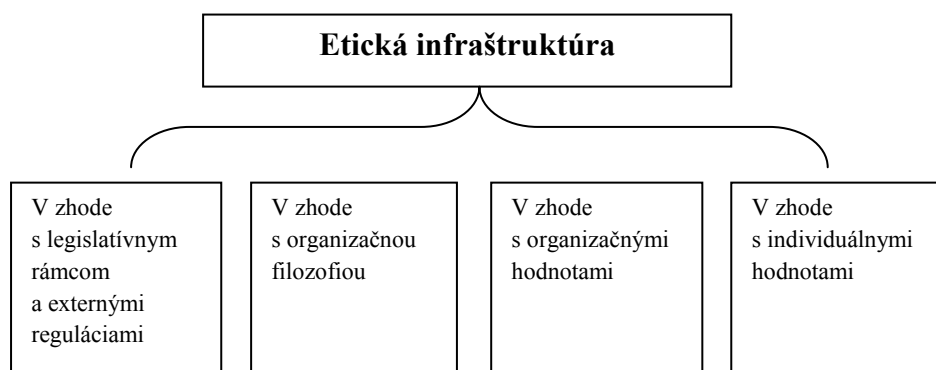 Etická infraštruktúra
V zhode
s legislatívnym
rámcom
a externými
reguláciami
V zhode
s organizačnou
filozofiou
V zhode
s organizačnými
hodnotami
V zhode
s individuálnymi
hodnotami